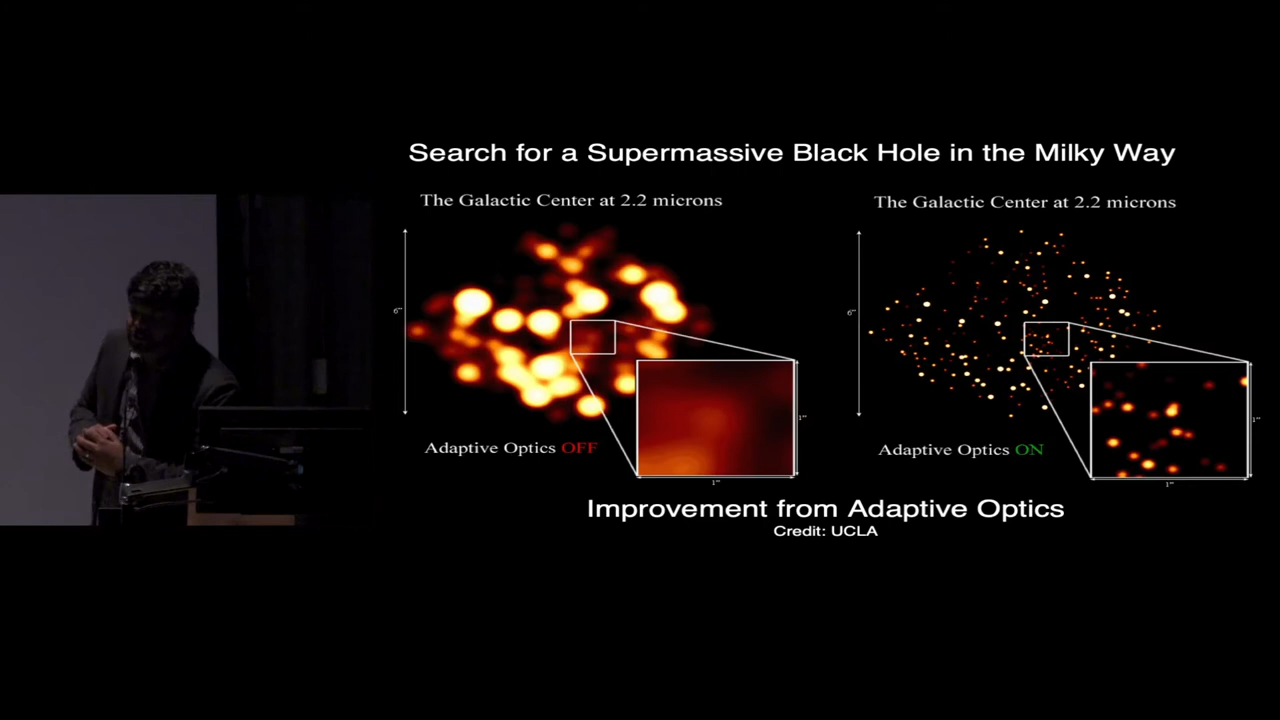 Search for a Supermassive Black Hole in the Milky Way
The Galactic Center at 2.2 microns
The Galactic Center at 2.2 microns
6"
6"
1"
1"
Adaptive Optics OFF
Adaptive Optics ON
1"
1"
Improvement from Adaptive Optics
Credit: UCLA